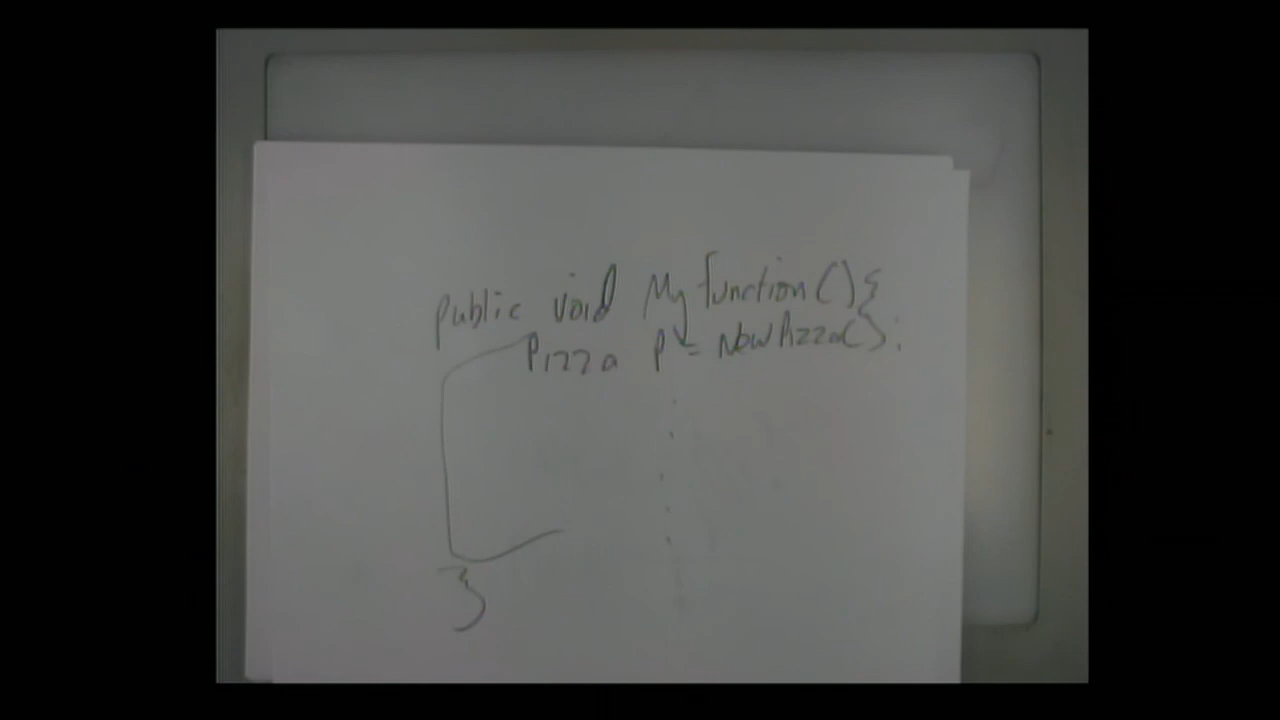 public void Myfunction(){
Pizza p = New Pizza();
}